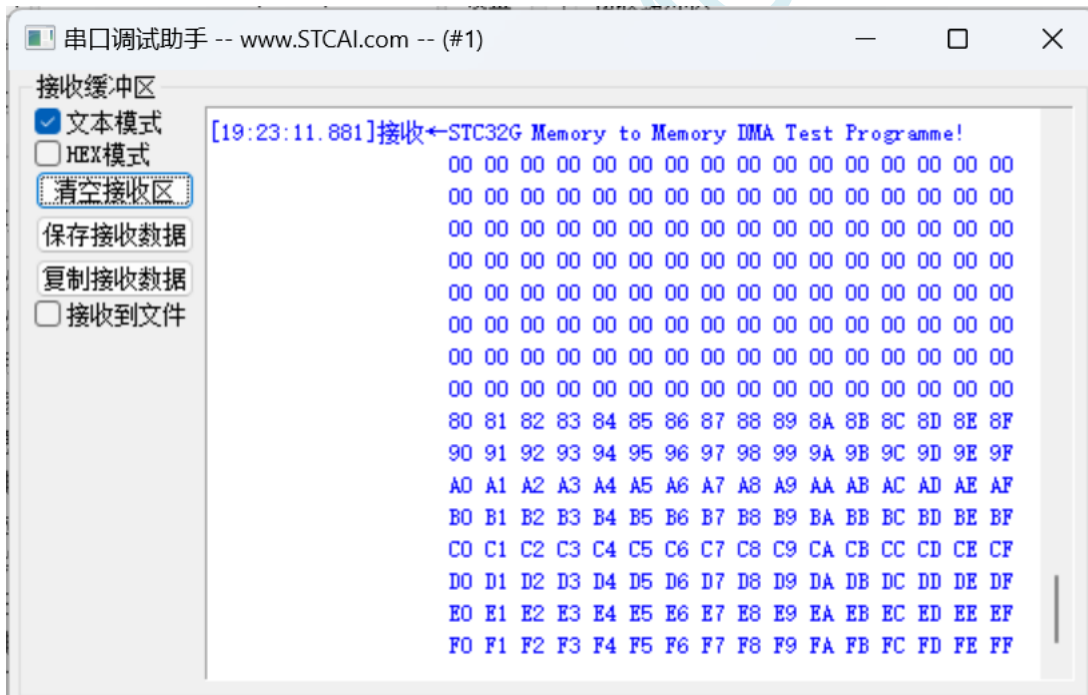 串口调试助手 -- www.STCAI.com -- (#1)
接收缓冲区
文本模式
HEX模式
清空接收区
保存接收数据
复制接收数据
接收到文件
[19:23:11.881]接收←STC32G Memory to Memory DMA Test Programme!
00 00 00 00 00 00 00 00 00 00 00 00 00 00 00 00
00 00 00 00 00 00 00 00 00 00 00 00 00 00 00 00
00 00 00 00 00 00 00 00 00 00 00 00 00 00 00 00
00 00 00 00 00 00 00 00 00 00 00 00 00 00 00 00
00 00 00 00 00 00 00 00 00 00 00 00 00 00 00 00
00 00 00 00 00 00 00 00 00 00 00 00 00 00 00 00
00 00 00 00 00 00 00 00 00 00 00 00 00 00 00 00
00 00 00 00 00 00 00 00 00 00 00 00 00 00 00 00
80 81 82 83 84 85 86 87 88 89 8A 8B 8C 8D 8E 8F
90 91 92 93 94 95 96 97 98 99 9A 9B 9C 9D 9E 9F
A0 A1 A2 A3 A4 A5 A6 A7 A8 A9 AA AB AC AD AE AF
B0 B1 B2 B3 B4 B5 B6 B7 B8 B9 BA BB BC BD BE BF
C0 C1 C2 C3 C4 C5 C6 C7 C8 C9 CA CB CC CD CE CF
D0 D1 D2 D3 D4 D5 D6 D7 D8 D9 DA DB DC DD DE DF
E0 E1 E2 E3 E4 E5 E6 E7 E8 E9 EA EB EC ED EE EF
F0 F1 F2 F3 F4 F5 F6 F7 F8 F9 FA FB FC FD FE FF